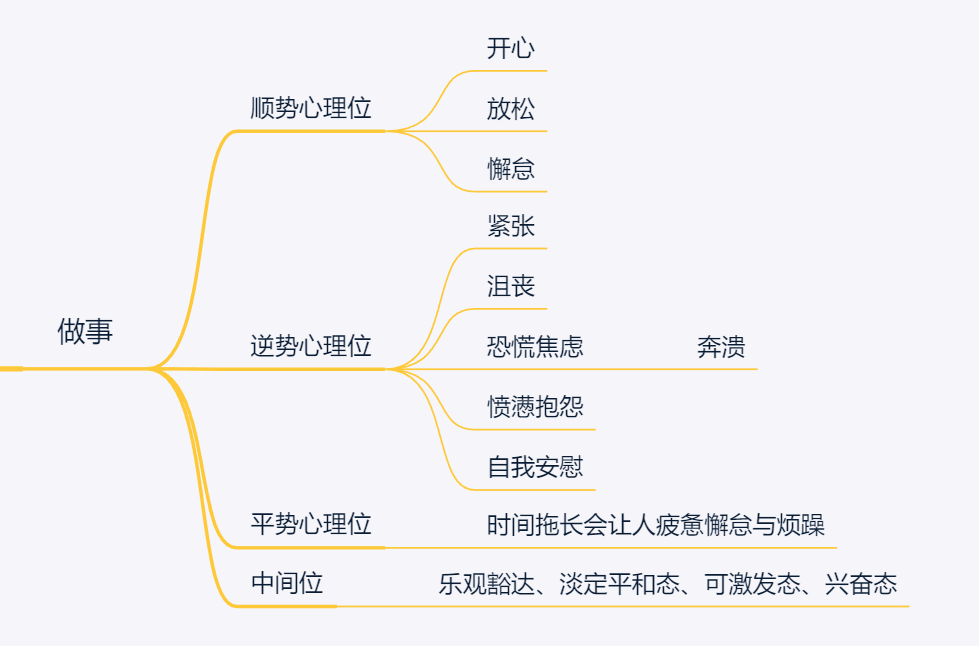 开心
顺势心理位
放松
懈怠
紧张
沮丧
做事
逆势心理位
恐慌焦虑
奔溃
愤懑抱怨
自我安慰
平势心理位
时间拖长会让人疲惫懈怠与烦躁
中间位
乐观豁达、淡定平和态、可激发态、兴奋态